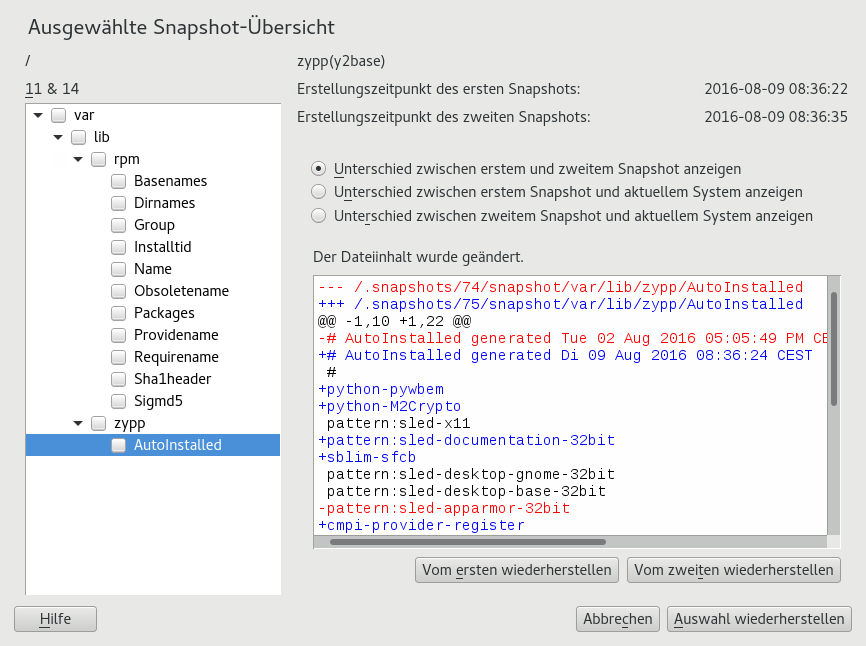 Ausgewählte Snapshot-Übersicht
/
11 & 14
var
lib
rpm
Basenames
Dirnames
Group
Installtid
Name
Obsoletename
Packages
Providename
Requirename
Sha1header
Sigmd5
zypp
AutoInstalled
zypp(y2base)
Erstellungszeitpunkt des ersten Snapshots: 2016-08-09 08:36:22
Erstellungszeitpunkt des zweiten Snapshots: 2016-08-09 08:36:35
Unterschied zwischen erstem und zweitem Snapshot anzeigen
Unterschied zwischen erstem Snapshot und aktuellem System anzeigen
Unterschied zwischen zweitem Snapshot und aktuellem System anzeigen
Der Dateiinhalt wurde geändert.
--- /.snapshots/74/snapshot/var/lib/zypp/AutoInstalled
+++ /.snapshots/75/snapshot/var/lib/zypp/AutoInstalled
@@ -1,10 +1,22 @@
-# AutoInstalled generated Tue 02 Aug 2016 05:05:49 PM CE
+# AutoInstalled generated Di 09 Aug 2016 08:36:24 CEST
#
+python-pywbem
+python-M2Crypto
pattern:sled-x11
+pattern:sled-documentation-32bit
+sblim-sfcb
pattern:sled-desktop-gnome-32bit
pattern:sled-desktop-base-32bit
-pattern:sled-apparmor-32bit
+cmpi-provider-register
Vom ersten wiederherstellen Vom zweiten wiederherstellen
Hilfe Abbrechen Auswahl wiederherstellen